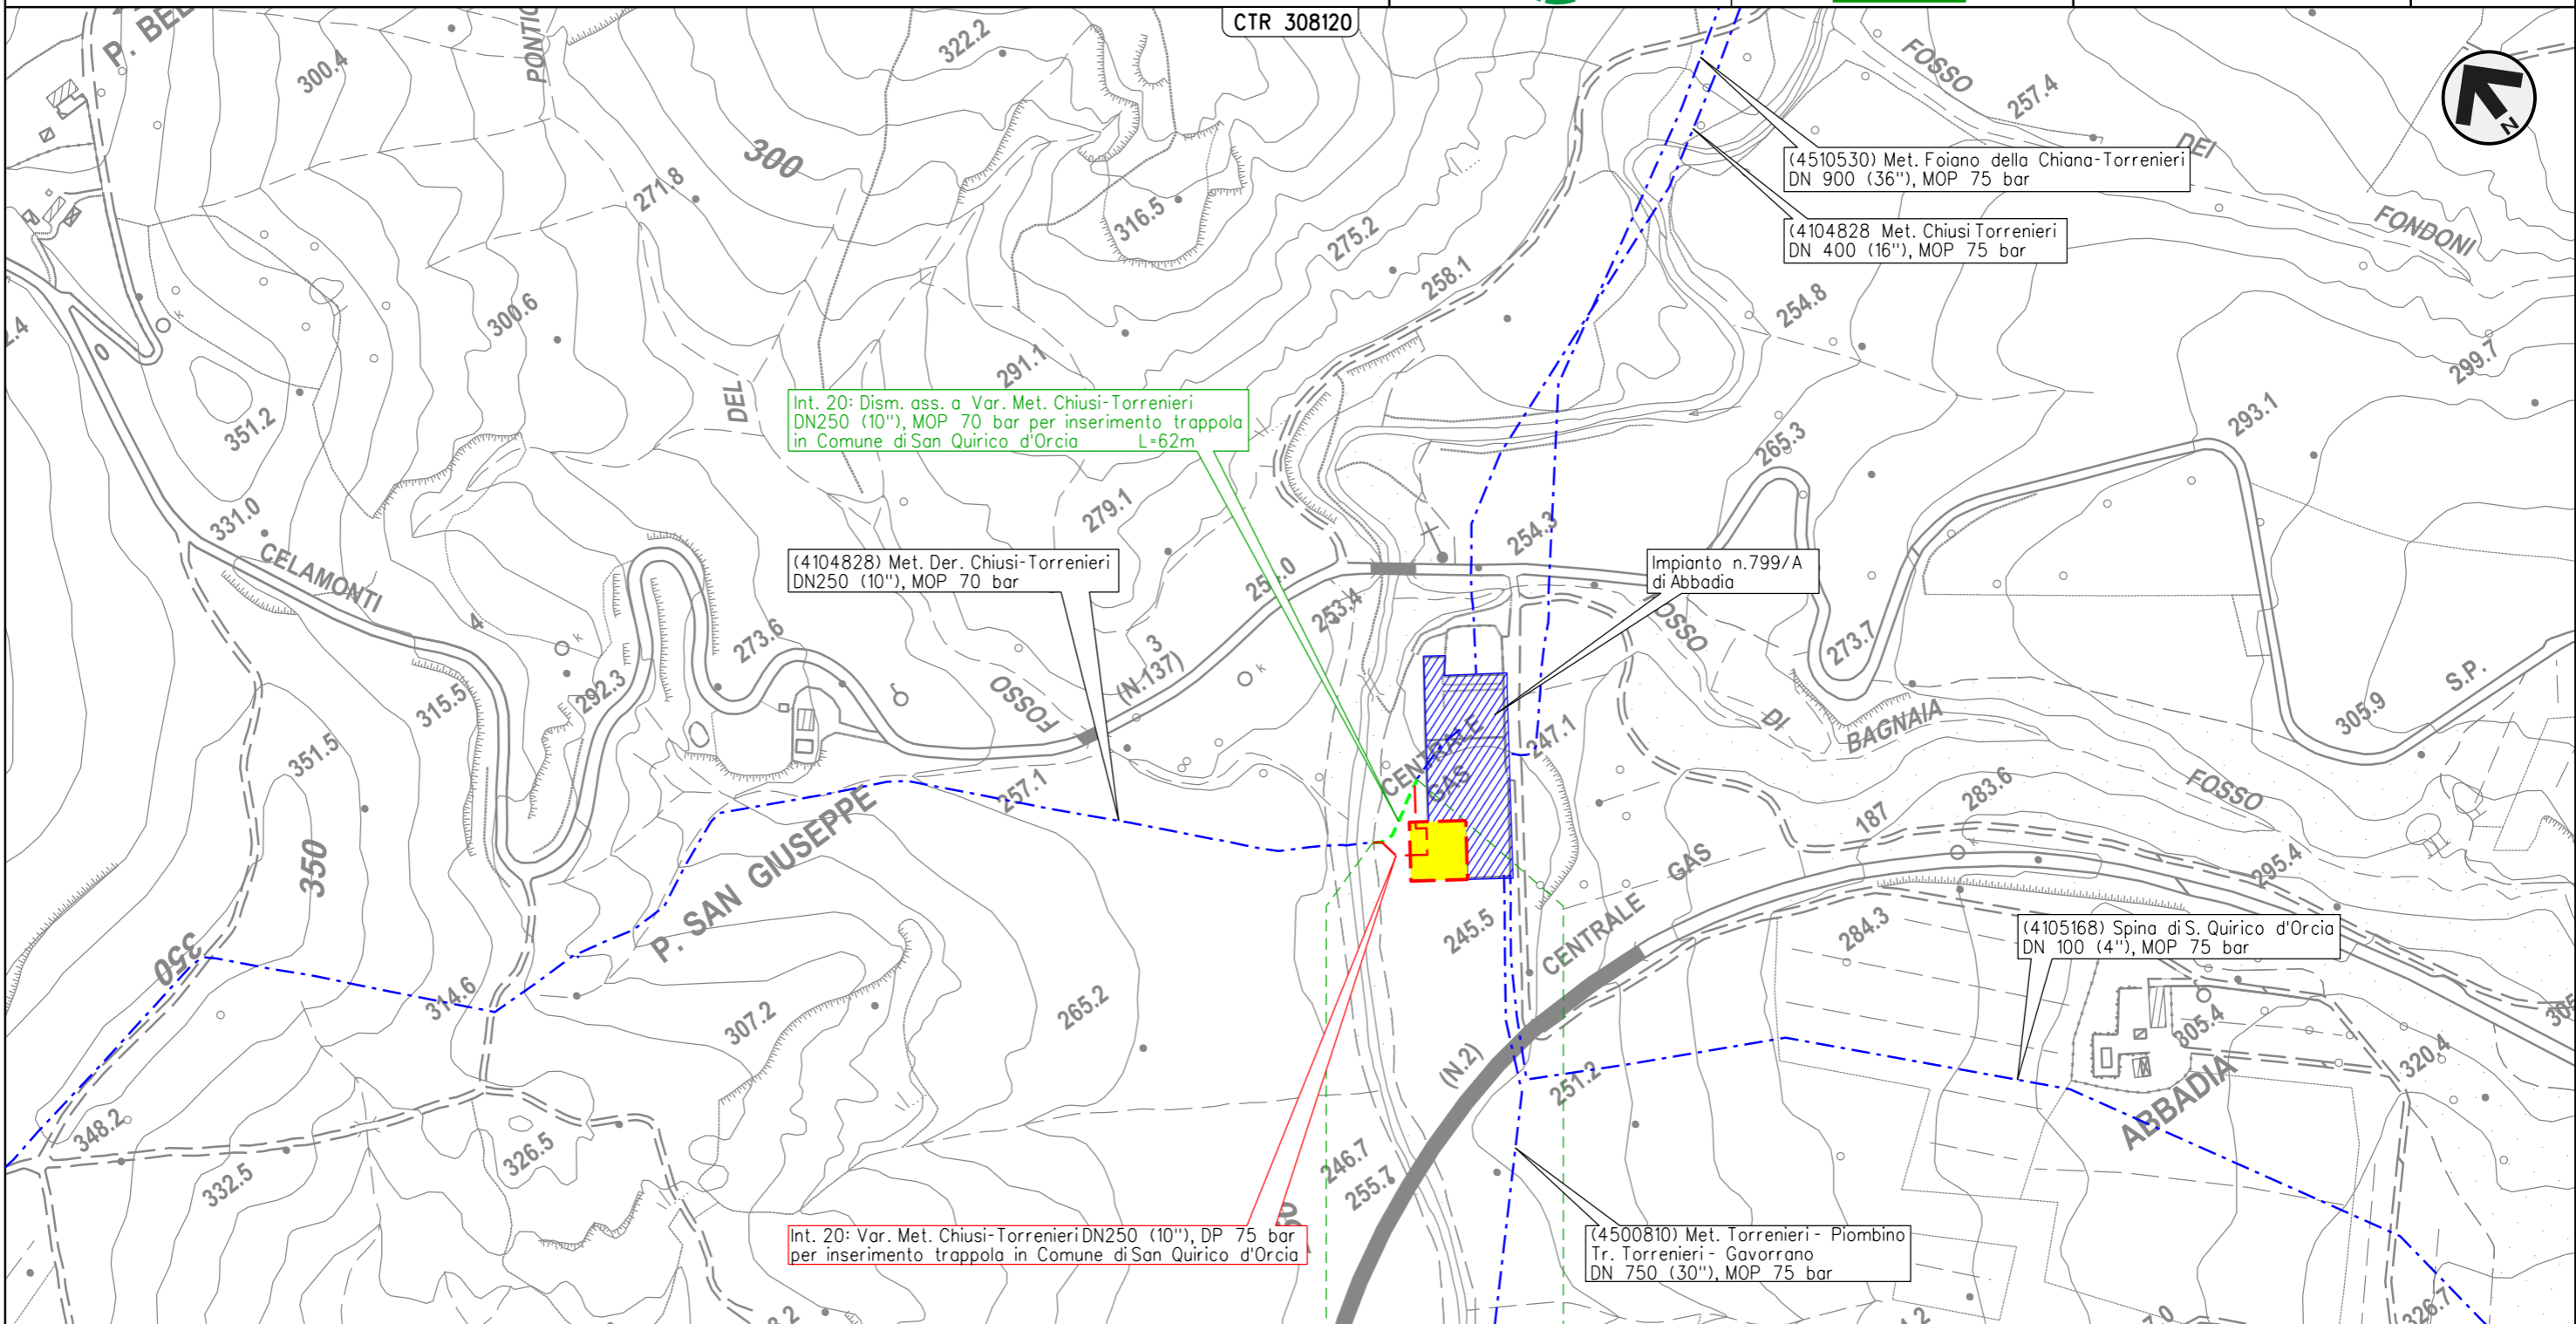 CTR 308120
P. BEL
PONTIC
322.2
300.4
FOSSO
257.4
DEI
FONDONI
N
(4510530) Met. Foiano della Chiana-Torrenieri
DN 900 (36"), MOP 75 bar
(4104828 Met. Chiusi Torrenieri
DN 400 (16"), MOP 75 bar
300
271.8
316.5
275.2
258.1
254.8
300.6
2.4
0
k
291.1
299.7
293.1
DEL
Int. 20: Dism. ass. a Var. Met. Chiusi-Torrenieri
DN250 (10"), MOP 70 bar per inserimento trappola
in Comune di San Quirico d'Orcia L=62m
351.2
265.3
331.0
279.1
254.3
CELAMONTI
(4104828) Met. Der. Chiusi-Torrenieri
DN250 (10"), MOP 70 bar
253.4
Impianto n.799/A
di Abbadia
4
k
273.6
3
(N.137)
k
OSSO
273.7
315.5
292.3
FOSSO
DI
BAGNAIA
S.P.
305.9
351.5
257.1
CENTRALE
GAS
247.1
FOSSO
P. SAN GIUSEPPE
187
283.6
350
GAS
k
295.4
350
245.5
CENTRALE
284.3
(4105168) Spina di S. Quirico d'Orcia
DN 100 (4"), MOP 75 bar
314.6
307.2
265.2
305.4
(N.2)
251.2
320.4
ABBADIA
348.2
326.5
332.5
246.7
255.7
Int. 20: Var. Met. Chiusi-Torrenieri DN250 (10"), DP 75 bar
per inserimento trappola in Comune di San Quirico d'Orcia
(4500810) Met. Torrenieri - Piombino
Tr. Torrenieri - Gavorrano
DN 750 (30"), MOP 75 bar
326.7